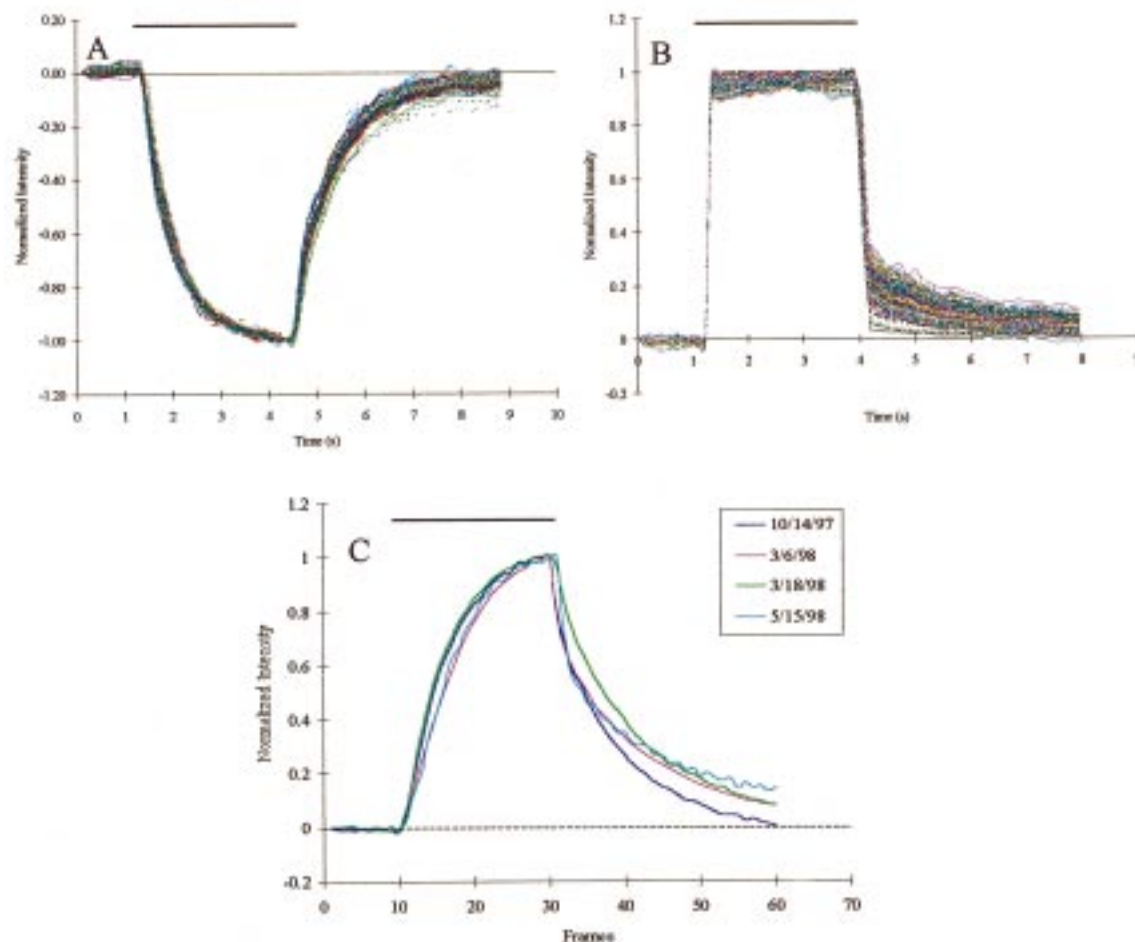 A
0.20
0.00
-0.20
-0.40
-0.60
-0.80
-1.00
-1.20
Normalized Intensity
0 1 2 3 4 5 6 7 8 9 10
Time (s)
B
1.2
1
0.8
0.6
0.4
0.2
0
-0.2
Normalized Intensity
0 1 2 3 4 5 6 7 8 9
Time (s)
C
1.2
1
0.8
0.6
0.4
0.2
0
-0.2
Normalized Intensity
0 10 20 30 40 50 60 70
Frames
10/14/97
3/6/98
3/18/98
5/15/98